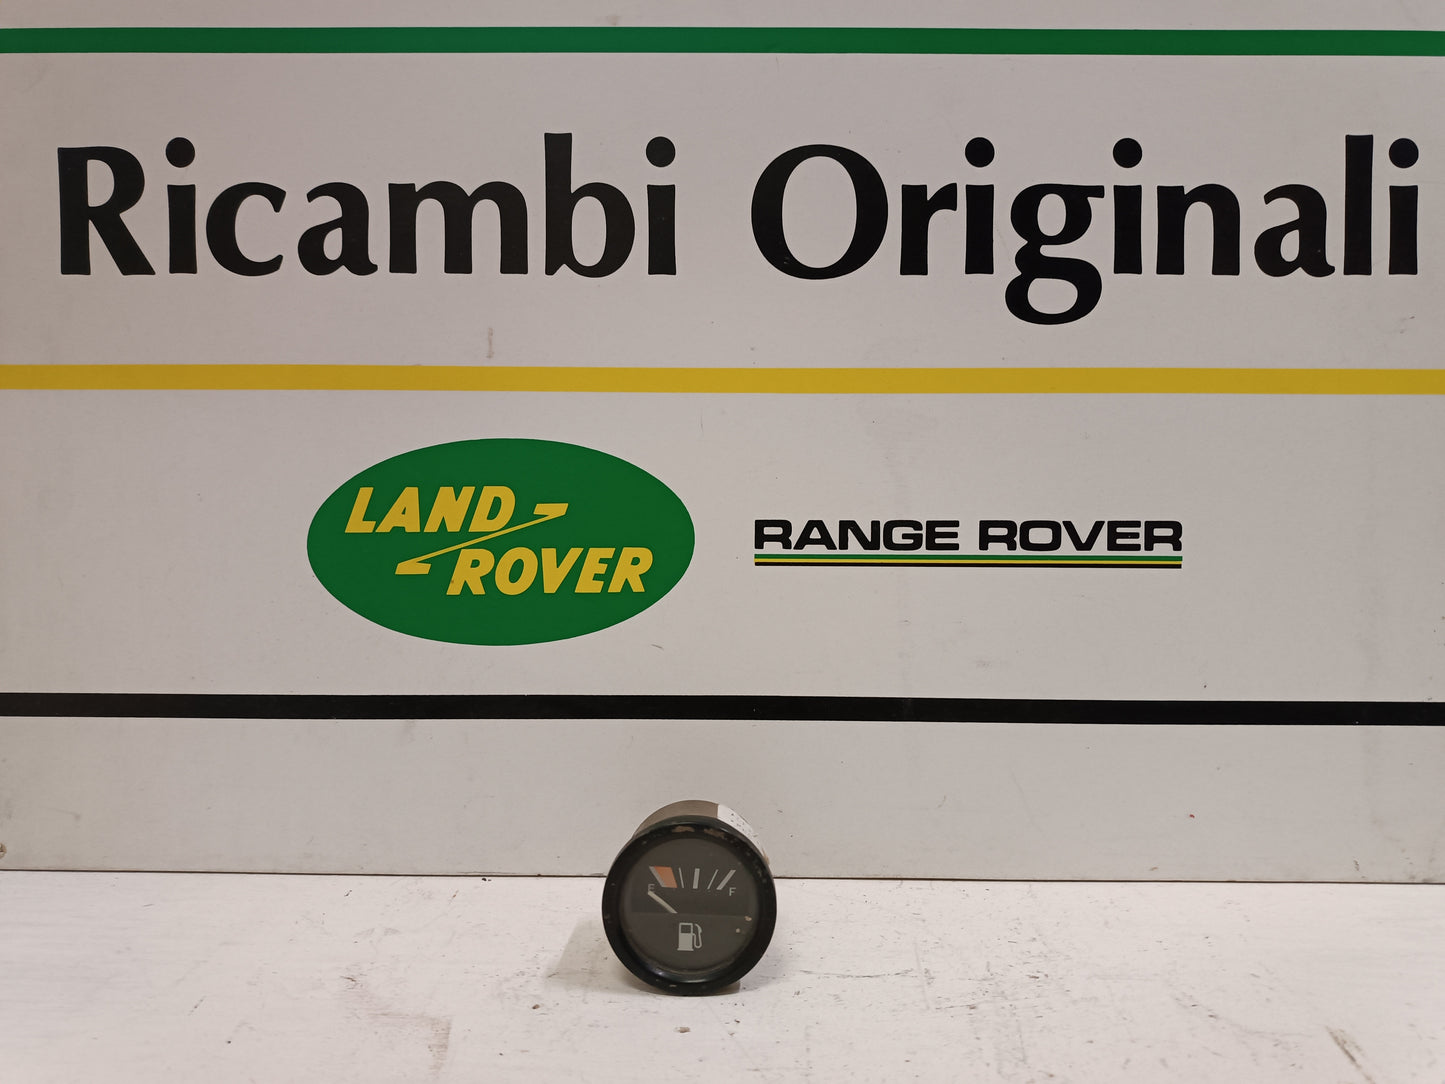 Ricambi Originali
LAND ROVER
RANGE ROVER
E F